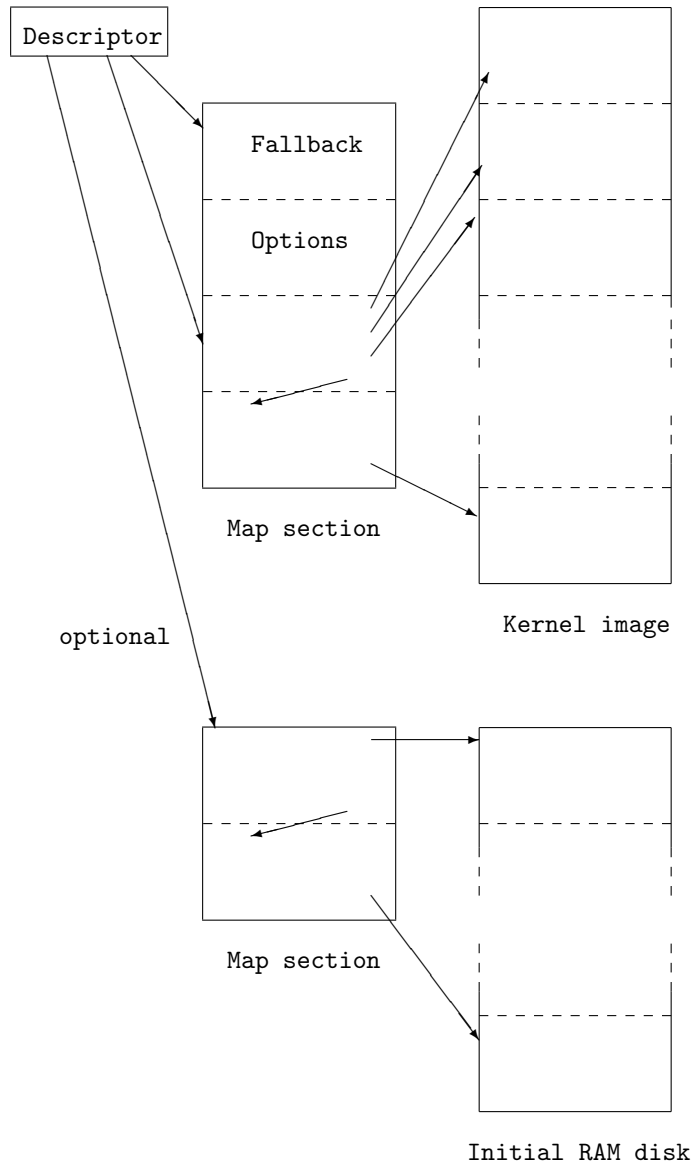 Descriptor
Fallback
Options
Map section
Kernel image
optional
Map section
Initial RAM disk